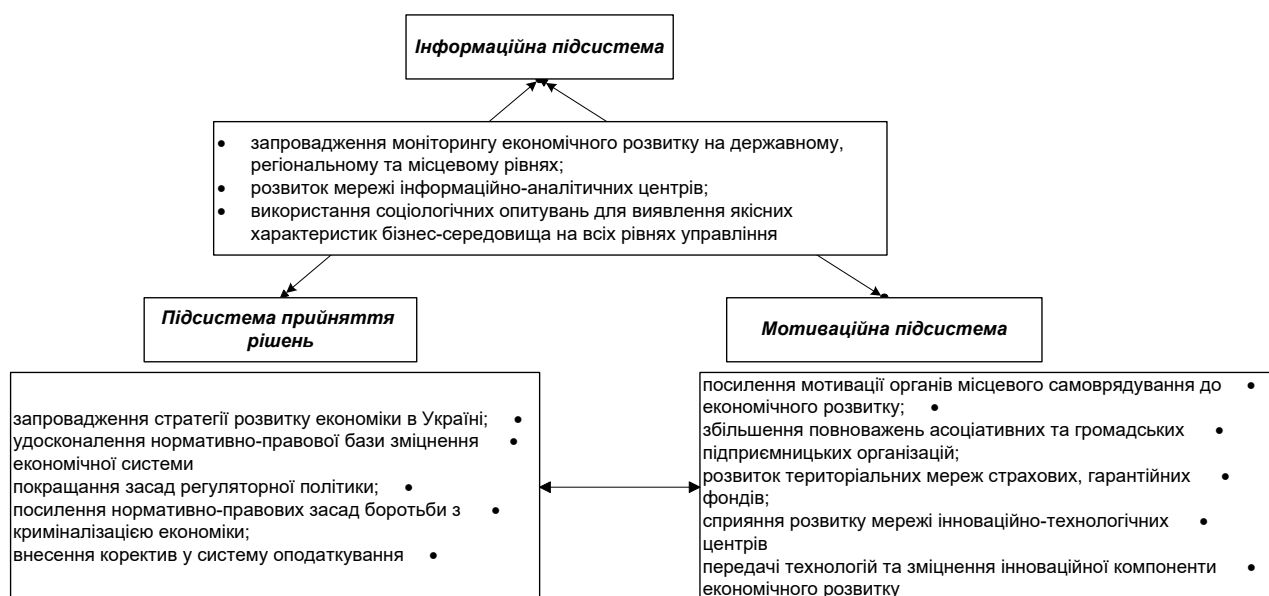 Інформаційна підсистема
• запровадження моніторингу економічного розвитку на державному,
регіональному та місцевому рівнях;
• розвиток мережі інформаційно-аналітичних центрів;
• використання соціологічних опитувань для виявлення якісних
характеристик бізнес-середовища на всіх рівнях управління
Підсистема прийняття
рішень
Мотиваційна підсистема
запровадження стратегії розвитку економіки в Україні; •
удосконалення нормативно-правової бази зміцнення •
економічної системи
покращання засад регуляторної політики; •
посилення нормативно-правових засад боротьби з •
криміналізацією економіки;
внесення коректив у систему оподаткування •
посилення мотивації органів місцевого самоврядування до •
економічного розвитку; •
збільшення повноважень асоціативних та громадських •
підприємницьких організацій;
розвиток територіальних мереж страхових, гарантійних •
фондів;
сприяння розвитку мережі інноваційно-технологічних •
центрів
передачі технологій та зміцнення інноваційної компоненти •
економічного розвитку